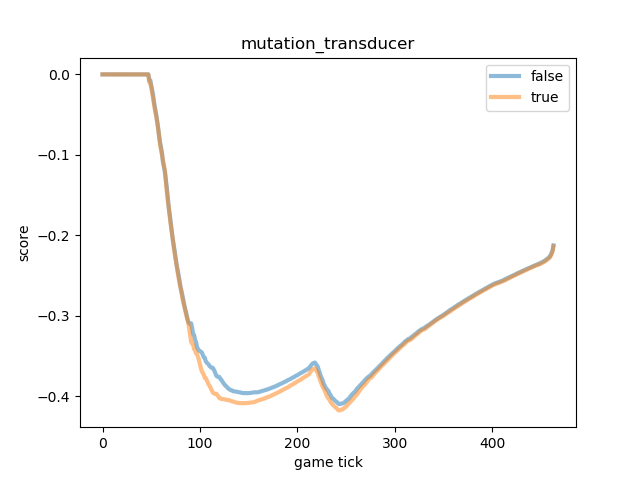 mutation_transducer
false
true
0.0
−0.1
−0.2
−0.3
−0.4
score
0 100 200 300 400
game tick